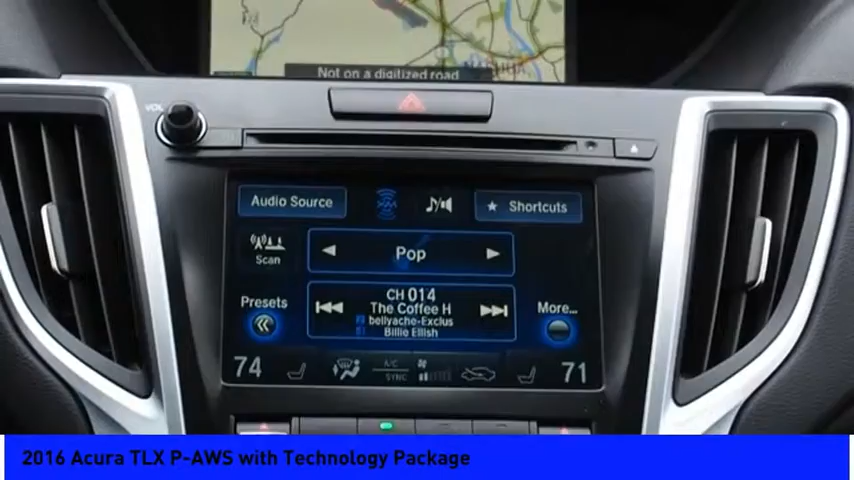 Not on a digitized road
VOL
Audio Source
XM
Shortcuts
Scan
Pop
CH 014
The Coffee H
bellyache-Exclus
Billie Eilish
Presets
More...
74
A/C
SYNC
71
2016 Acura TLX P-AWS with Technology Package